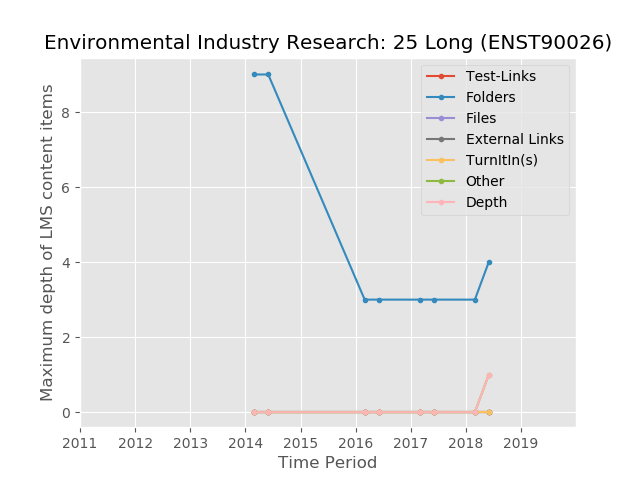 Environmental Industry Research: 25 Long (ENST90026)
Maximum depth of LMS content items
8
6
4
2
0
Test-Links
Folders
Files
External Links
TurnItIn(s)
Other
Depth
2011 2012 2013 2014 2015 2016 2017 2018 2019
Time Period